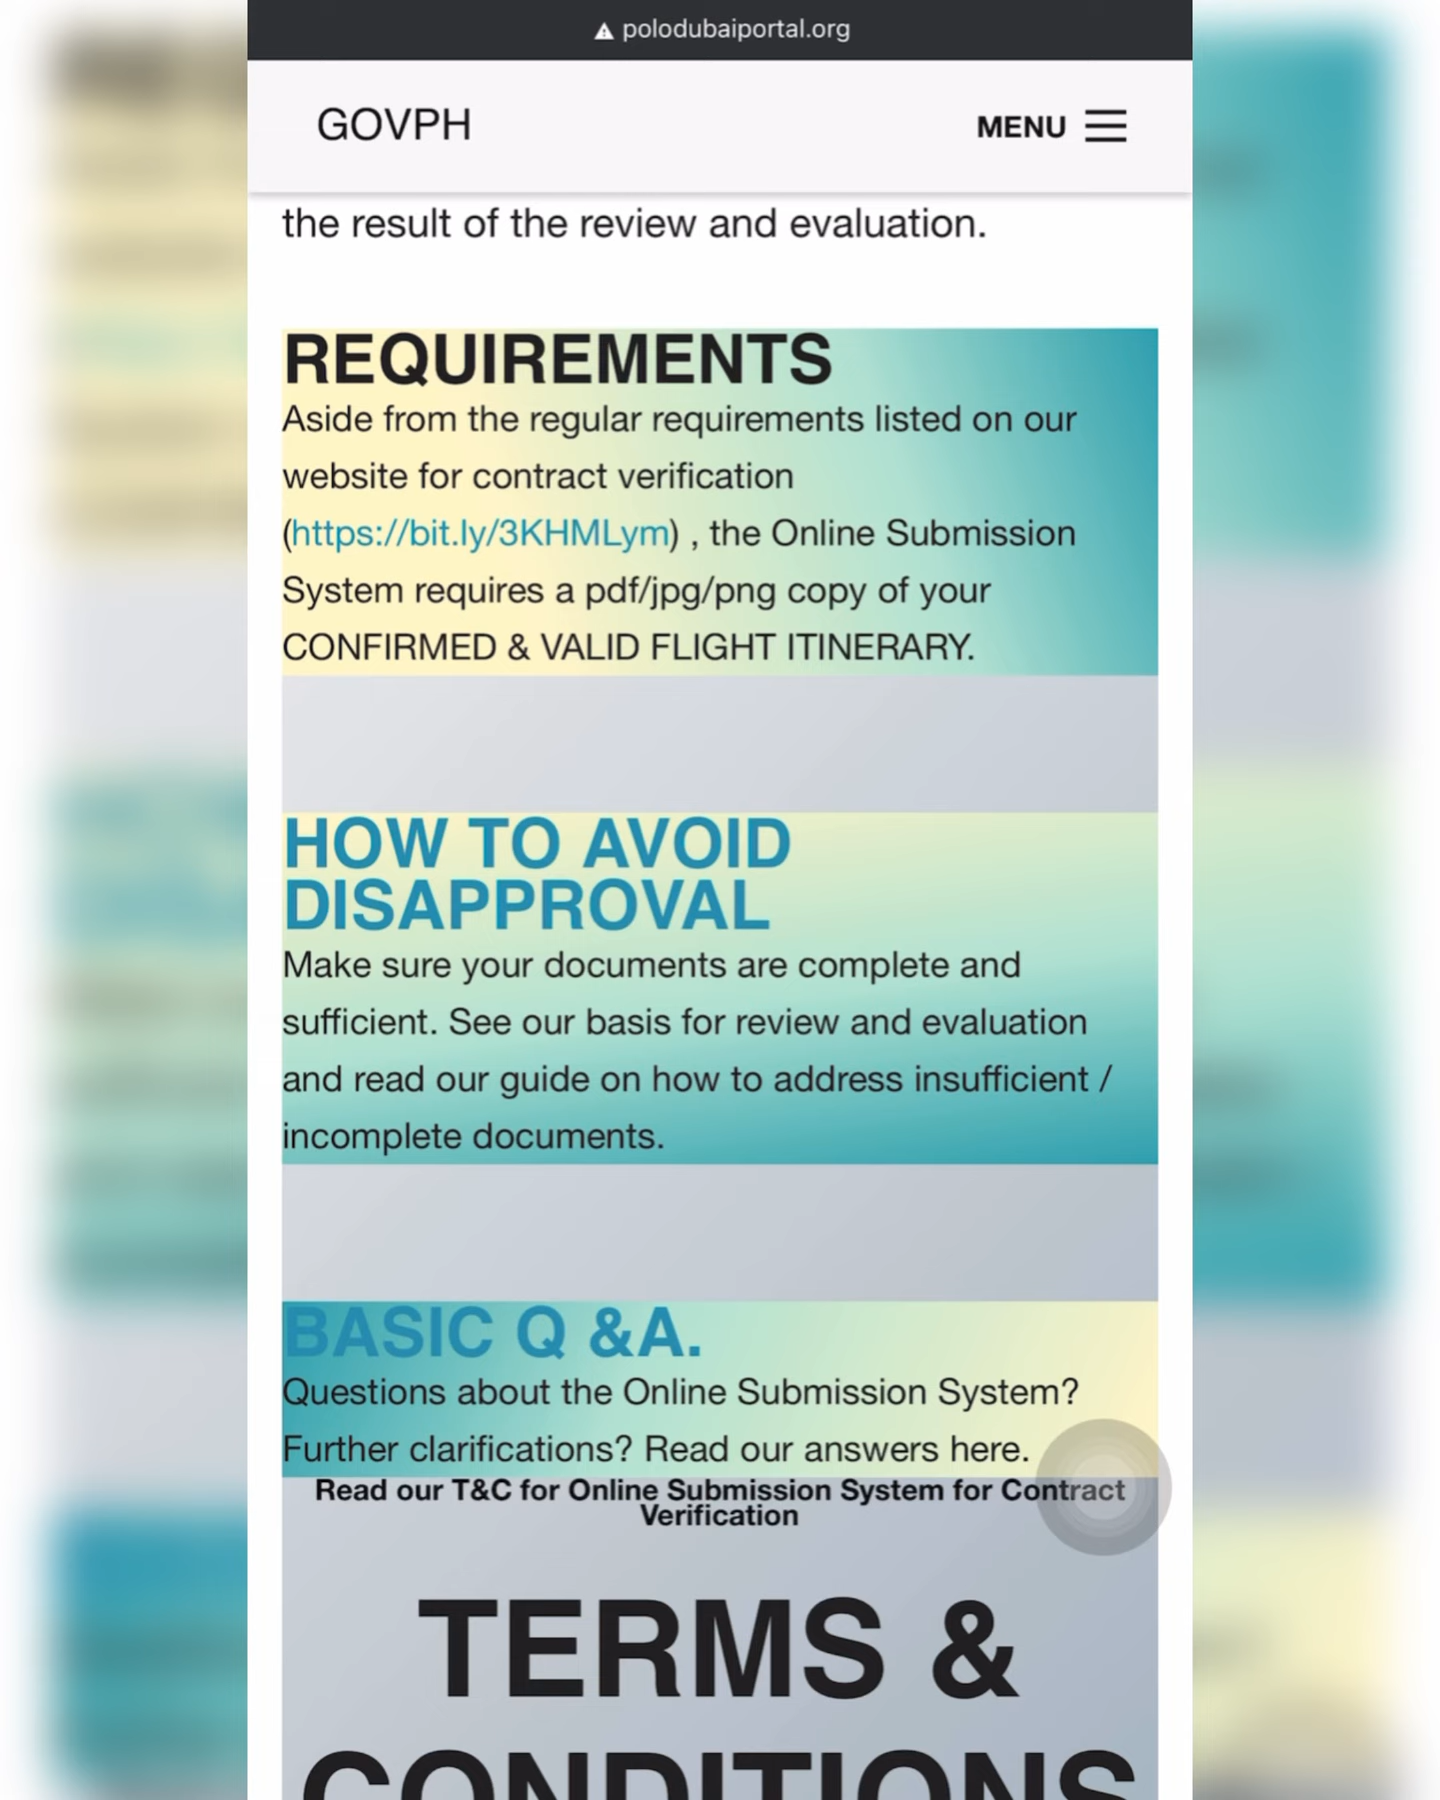 polodubaiportal.org
GOVPH
MENU
the result of the review and evaluation.
REQUIREMENTS
Aside from the regular requirements listed on our
website for contract verification
(https://bit.ly/3KHMLym) , the Online Submission
System requires a pdf/jpg/png copy of your
CONFIRMED & VALID FLIGHT ITINERARY.
HOW TO AVOID
DISAPPROVAL
Make sure your documents are complete and
sufficient. See our basis for review and evaluation
and read our guide on how to address insufficient /
incomplete documents.
BASIC Q &A.
Questions about the Online Submission System?
Further clarifications? Read our answers here.
Read our T&C for Online Submission System for Contract
Verification
TERMS &
CONDITIONS